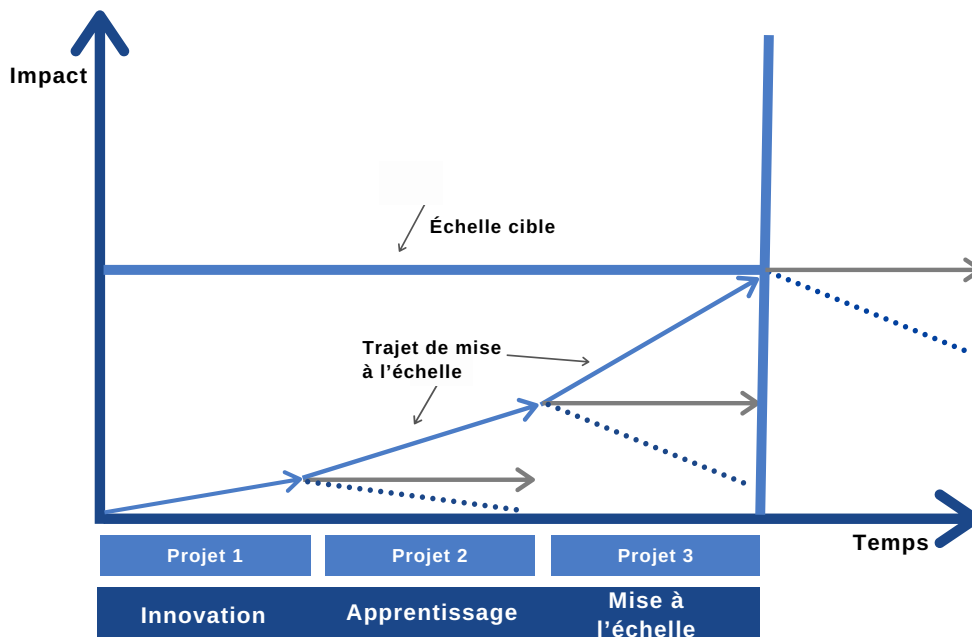 Impact
Échelle cible
Trajet de mise
à l'échelle
Temps
Projet 1
Projet 2
Projet 3
Innovation
Apprentissage
Mise à
l'échelle